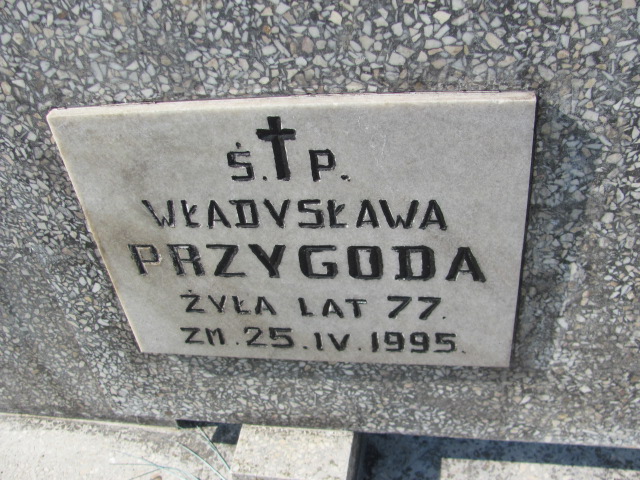 Ś.✝P.
WŁADYSŁAWA
PRZYGODA
ŻYŁA LAT 77.
ZM. 25. IV. 1995.